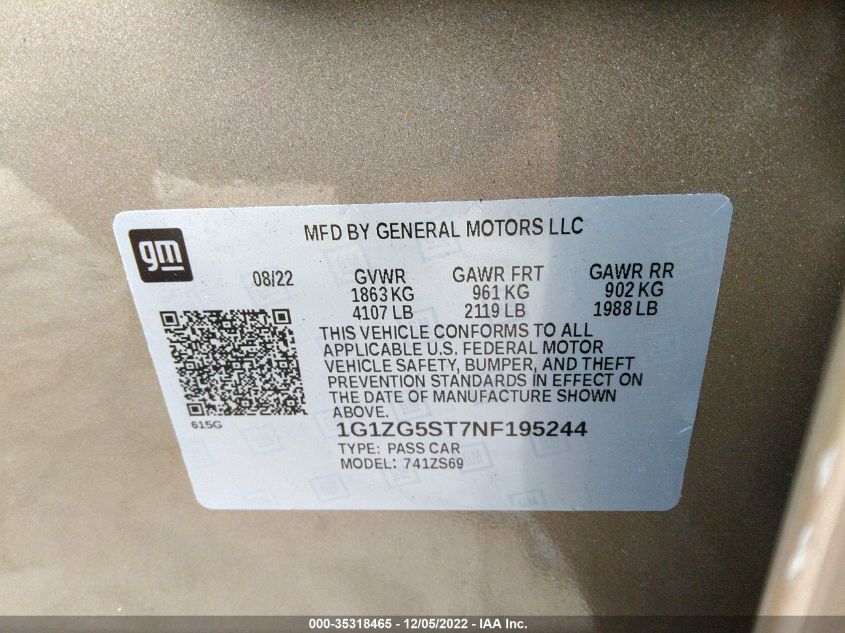 MFD BY GENERAL MOTORS LLC
gm
08/22 GVWR GAWR FRT GAWR RR
1863 KG 961 KG 902 KG
4107 LB 2119 LB 1988 LB
THIS VEHICLE CONFORMS TO ALL
APPLICABLE U.S. FEDERAL MOTOR
VEHICLE SAFETY, BUMPER, AND THEFT
PREVENTION STANDARDS IN EFFECT ON
THE DATE OF MANUFACTURE SHOWN
ABOVE.
615G
1G1ZG5ST7NF195244
TYPE: PASS CAR
MODEL: 741ZS69
000-35318465 - 12/05/2022 - IAA Inc.